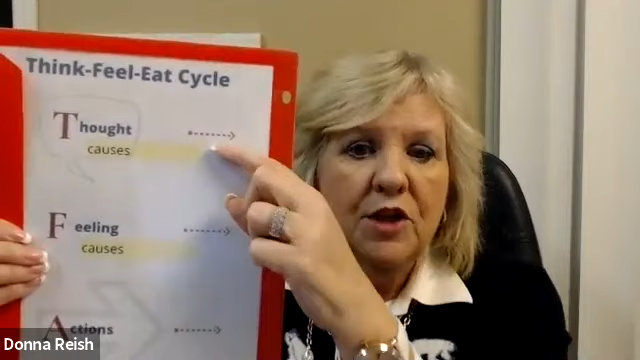 Think-Feel-Eat Cycle
Thought
causes
Feeling
causes
Actions
Donna Reish